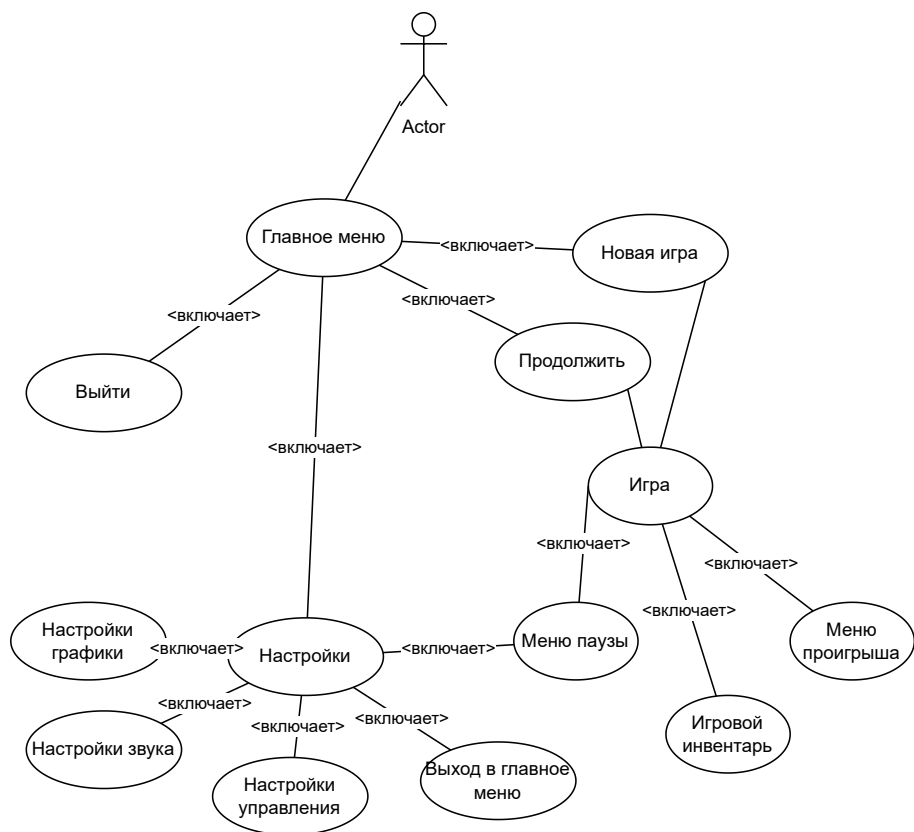 Actor
Главное меню
<включает>
Новая игра
<включает>
<включает>
Продолжить
Выйти
<включает>
Игра
<включает>
<включает>
<включает>
Настройки
графики
<включает>
Настройки
<включает>
Меню паузы
Меню
проигрыша
<включает>
<включает>
<включает>
Настройки звука
Игровой
инвентарь
Настройки
управления
Выход в главное
меню